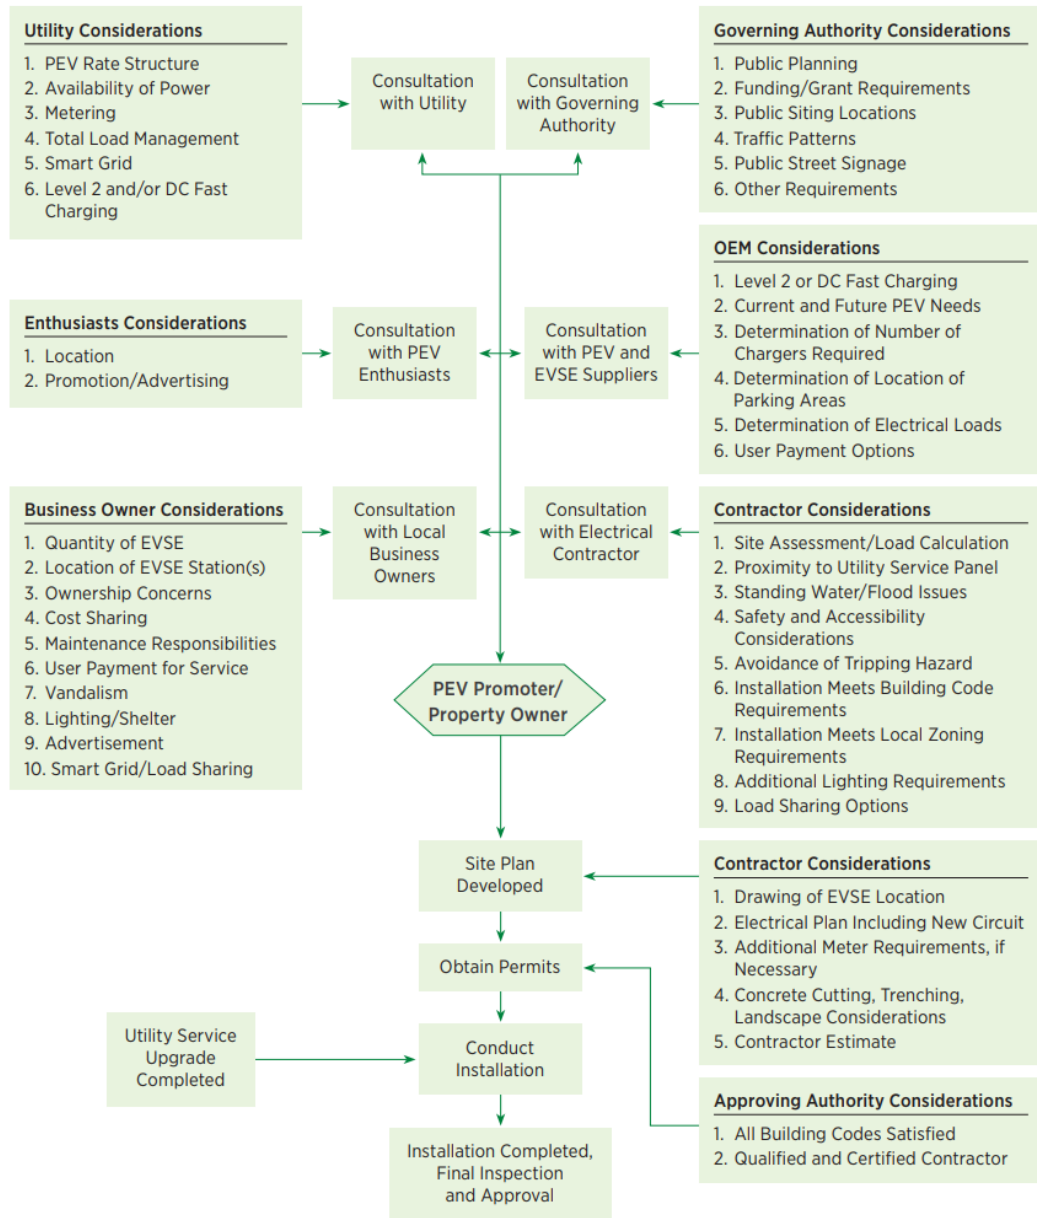 Utility Considerations
1. PEV Rate Structure
2. Availability of Power
3. Metering
4. Total Load Management
5. Smart Grid
6. Level 2 and/or DC Fast
Charging
Consultation
with Utility
Consultation
with Governing
Authority
Governing Authority Considerations
1. Public Planning
2. Funding/Grant Requirements
3. Public Siting Locations
4. Traffic Patterns
5. Public Street Signage
6. Other Requirements
Enthusiasts Considerations
1. Location
2. Promotion/Advertising
Consultation
with PEV
Enthusiasts
Consultation
with PEV and
EVSE Suppliers
OEM Considerations
1. Level 2 or DC Fast Charging
2. Current and Future PEV Needs
3. Determination of Number of
Chargers Required
4. Determination of Location of
Parking Areas
5. Determination of Electrical Loads
6. User Payment Options
Business Owner Considerations
1. Quantity of EVSE
2. Location of EVSE Station(s)
3. Ownership Concerns
4. Cost Sharing
5. Maintenance Responsibilities
6. User Payment for Service
7. Vandalism
8. Lighting/Shelter
9. Advertisement
10. Smart Grid/Load Sharing
Consultation
with Local
Business
Owners
Consultation
with Electrical
Contractor
Contractor Considerations
1. Site Assessment/Load Calculation
2. Proximity to Utility Service Panel
3. Standing Water/Flood Issues
4. Safety and Accessibility
Considerations
5. Avoidance of Tripping Hazard
6. Installation Meets Building Code
Requirements
7. Installation Meets Local Zoning
Requirements
8. Additional Lighting Requirements
9. Load Sharing Options
PEV Promoter/
Property Owner
Site Plan
Developed
Contractor Considerations
1. Drawing of EVSE Location
2. Electrical Plan Including New Circuit
3. Additional Meter Requirements, if
Necessary
4. Concrete Cutting, Trenching,
Landscape Considerations
5. Contractor Estimate
Obtain Permits
Utility Service
Upgrade
Completed
Conduct
Installation
Approving Authority Considerations
1. All Building Codes Satisfied
2. Qualified and Certified Contractor
Installation Completed,
Final Inspection
and Approval